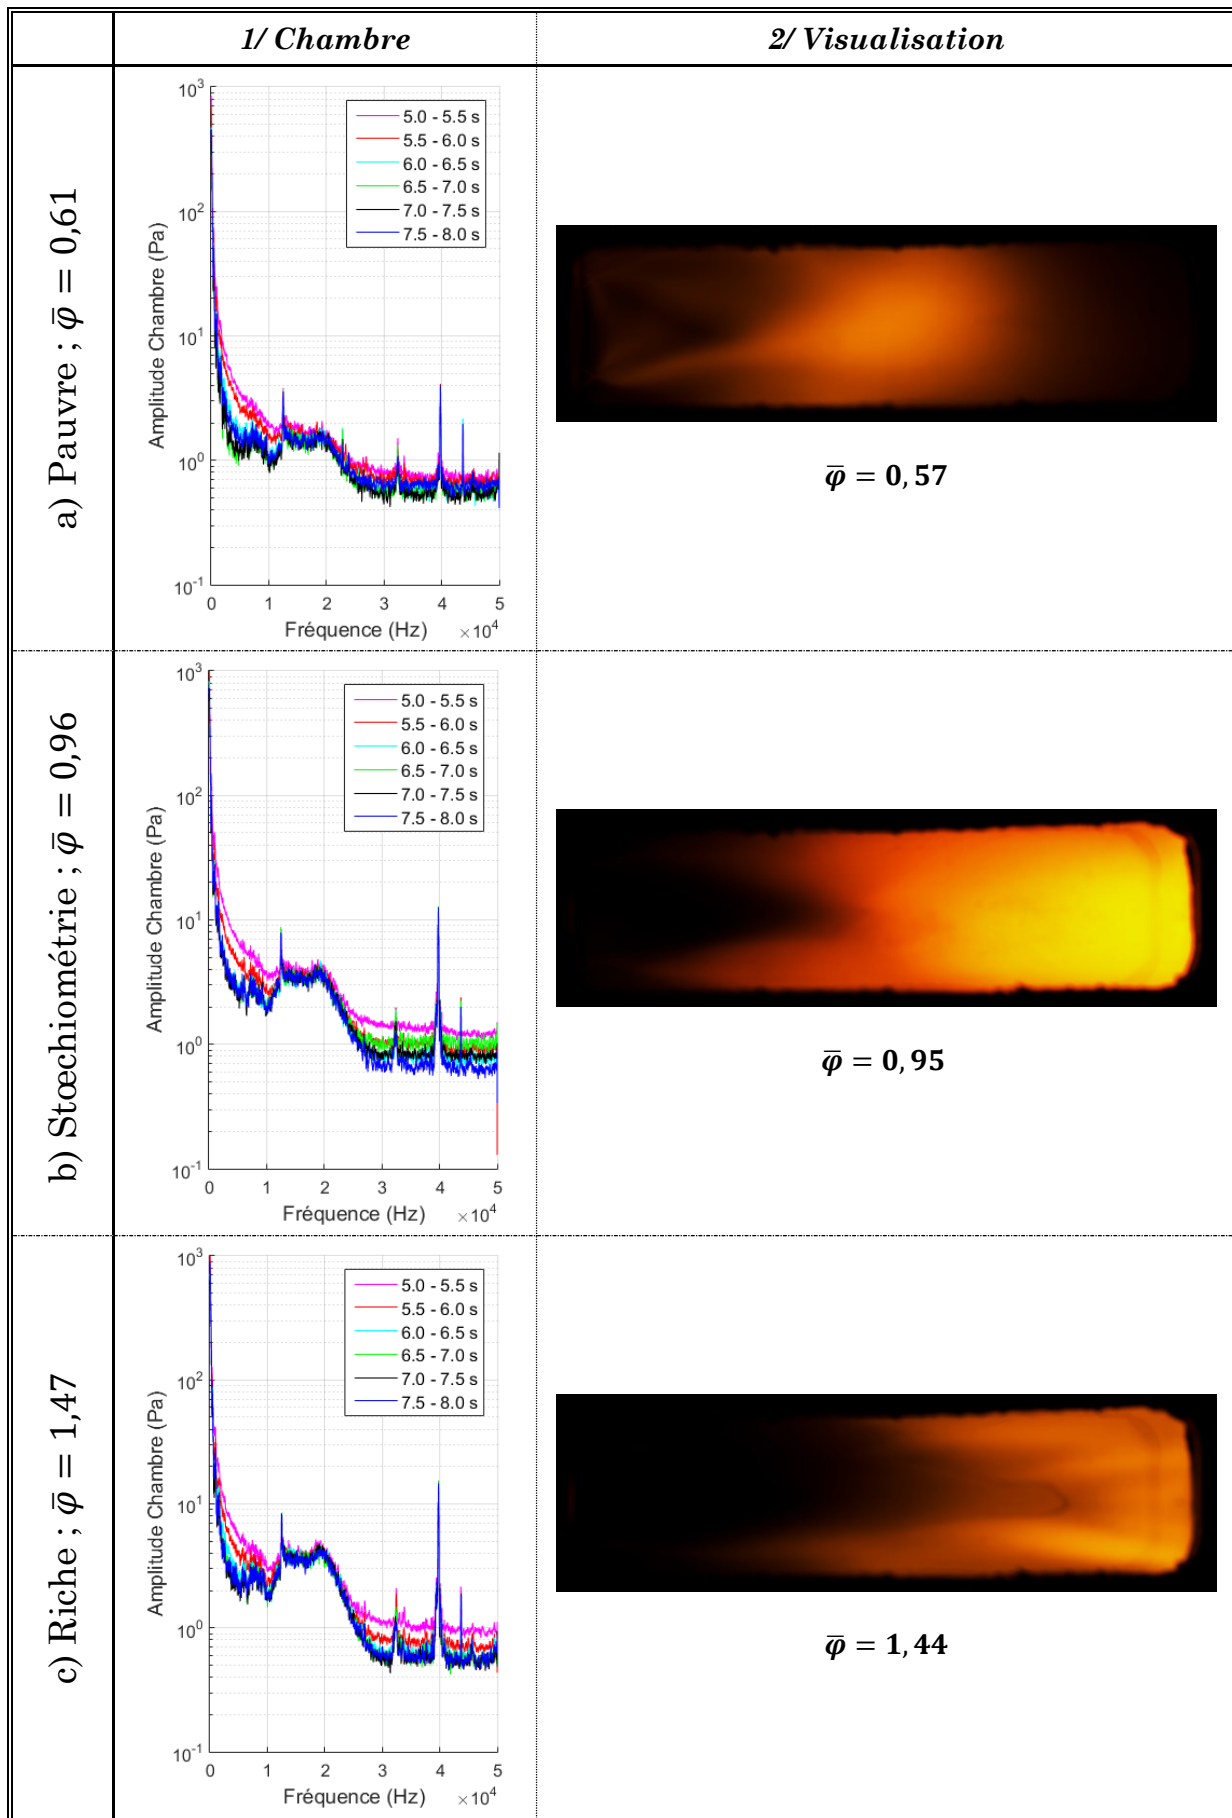 1/ Chambre
2/ Visualisation
a) Pauvre ; φ̅ = 0,61
10³
10²
10¹
10⁰
10⁻¹
Amplitude Chambre (Pa)
5.0 - 5.5 s
5.5 - 6.0 s
6.0 - 6.5 s
6.5 - 7.0 s
7.0 - 7.5 s
7.5 - 8.0 s
0 1 2 3 4 5
Fréquence (Hz) ×10⁴
φ̅ = 0, 57
b) Stœchiométrie ; φ̅ = 0,96
10³
10²
10¹
10⁰
10⁻¹
Amplitude Chambre (Pa)
5.0 - 5.5 s
5.5 - 6.0 s
6.0 - 6.5 s
6.5 - 7.0 s
7.0 - 7.5 s
7.5 - 8.0 s
0 1 2 3 4 5
Fréquence (Hz) ×10⁴
φ̅ = 0, 95
c) Riche ; φ̅ = 1,47
10³
10²
10¹
10⁰
10⁻¹
Amplitude Chambre (Pa)
5.0 - 5.5 s
5.5 - 6.0 s
6.0 - 6.5 s
6.5 - 7.0 s
7.0 - 7.5 s
7.5 - 8.0 s
0 1 2 3 4 5
Fréquence (Hz) ×10⁴
φ̅ = 1, 44